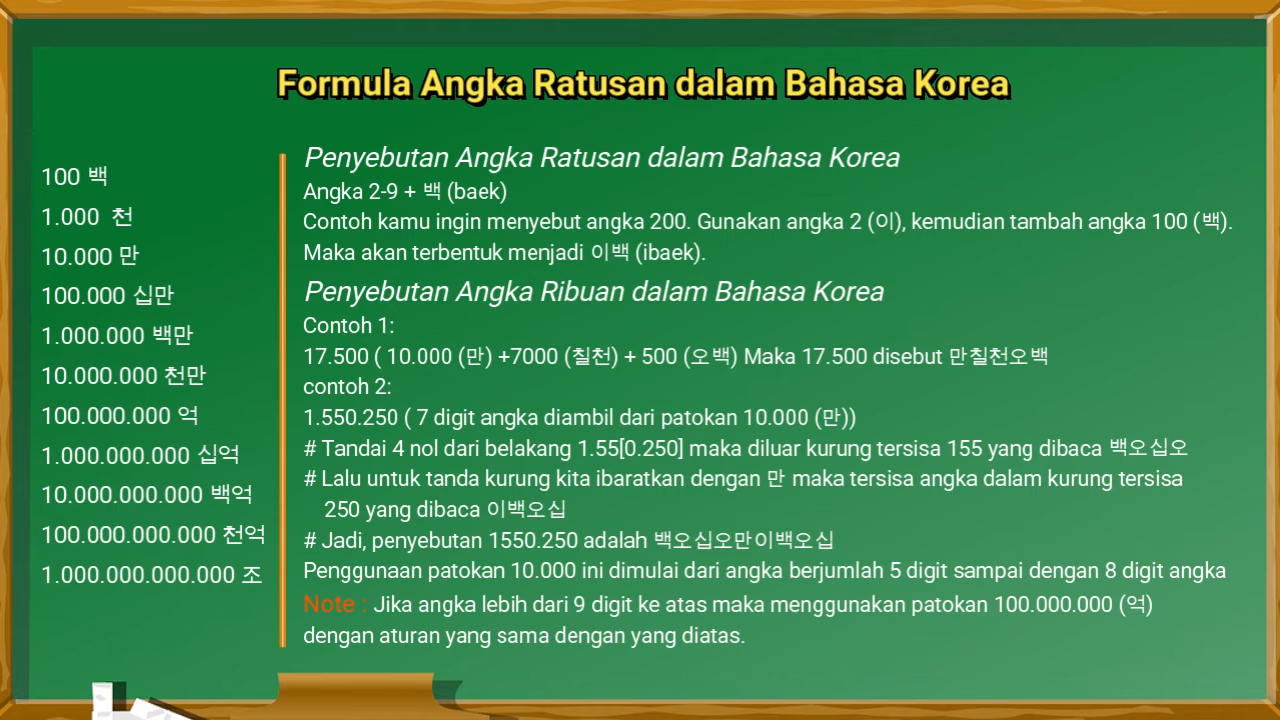 Formula Angka Ratusan dalam Bahasa Korea
100 백
1.000 천
10.000 만
100.000 십만
1.000.000 백만
10.000.000 천만
100.000.000 억
1.000.000.000 십억
10.000.000.000 백억
100.000.000.000 천억
1.000.000.000.000 조
Penyebutan Angka Ratusan dalam Bahasa Korea
Angka 2-9 + 백 (baek)
Contoh kamu ingin menyebut angka 200. Gunakan angka 2 (이), kemudian tambah angka 100 (백).
Maka akan terbentuk menjadi 이백 (ibaek).
Penyebutan Angka Ribuan dalam Bahasa Korea
Contoh 1:
17.500 ( 10.000 (만) +7000 (칠천) + 500 (오백) Maka 17.500 disebut 만칠천오백
contoh 2:
1.550.250 ( 7 digit angka diambil dari patokan 10.000 (만))
# Tandai 4 nol dari belakang 1.55[0.250] maka diluar kurung tersisa 155 yang dibaca 백오십오
# Lalu untuk tanda kurung kita ibaratkan dengan 만 maka tersisa angka dalam kurung tersisa
250 yang dibaca 이백오십
# Jadi, penyebutan 1550.250 adalah 백오십오만이백오십
Penggunaan patokan 10.000 ini dimulai dari angka berjumlah 5 digit sampai dengan 8 digit angka
Note : Jika angka lebih dari 9 digit ke atas maka menggunakan patokan 100.000.000 (억)
dengan aturan yang sama dengan yang diatas.